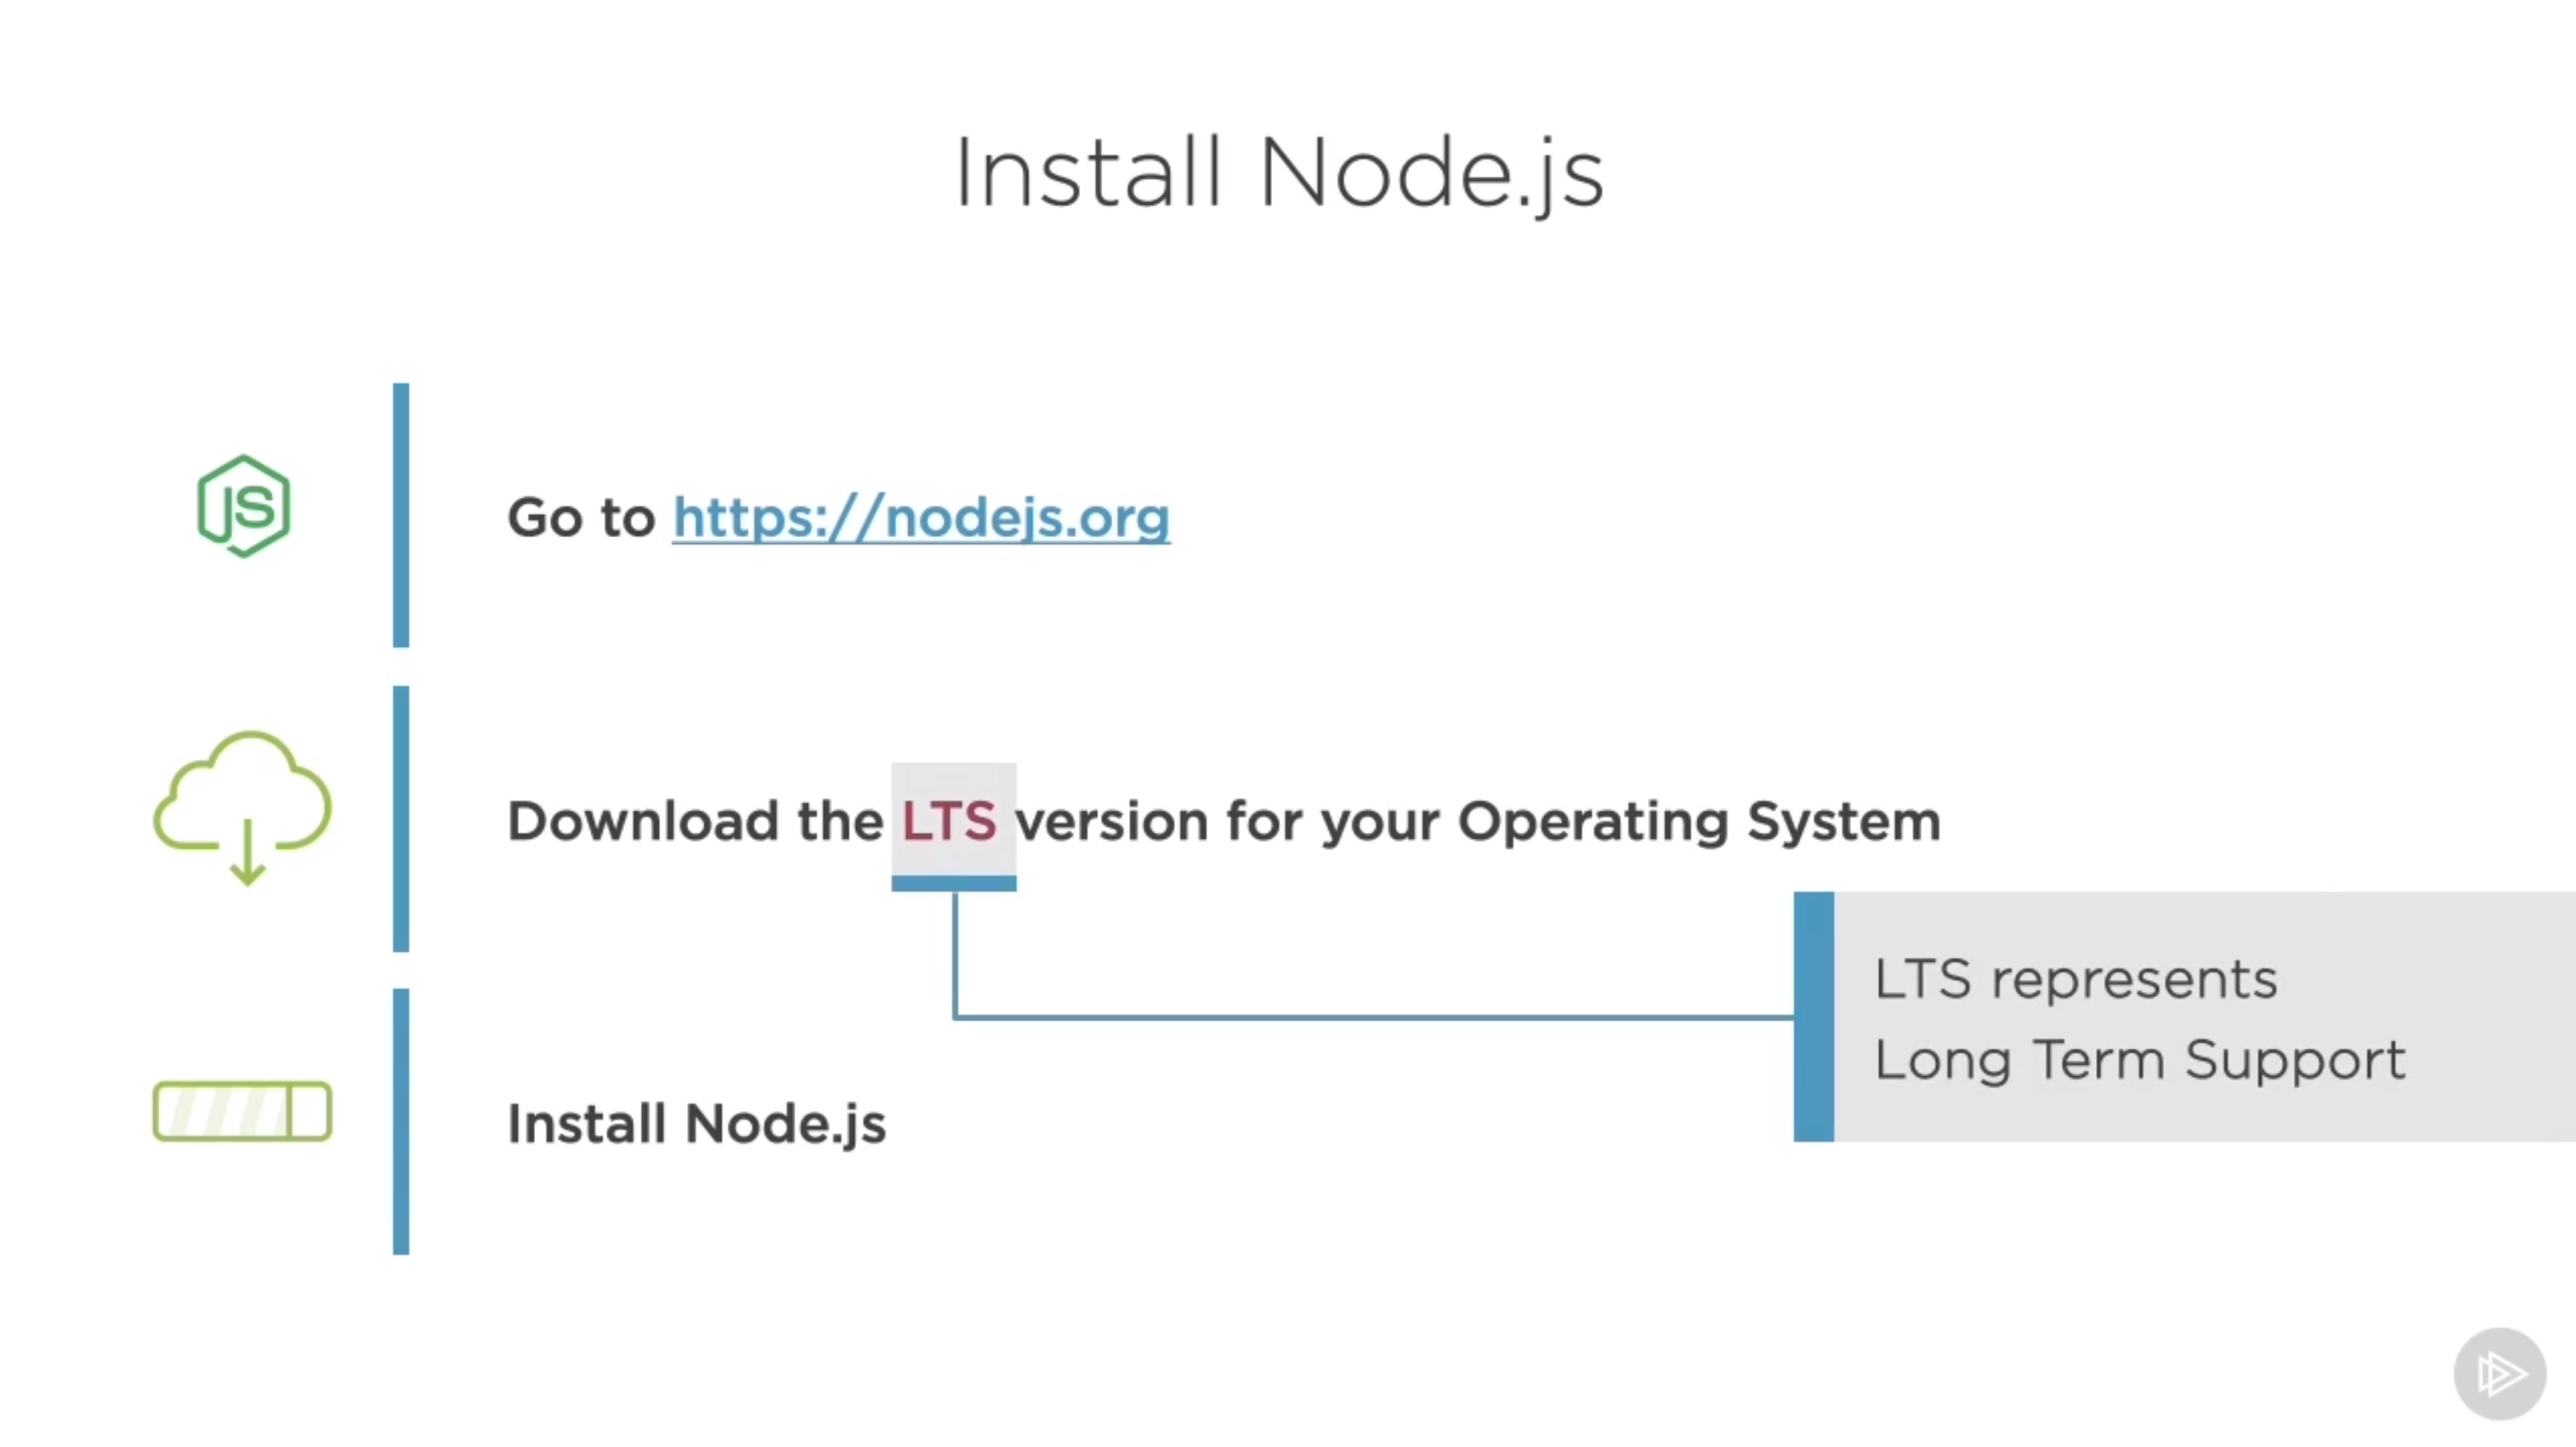 Install Node.js
JS
Go to https://nodejs.org
Download the LTS version for your Operating System
LTS represents
Long Term Support
Install Node.js